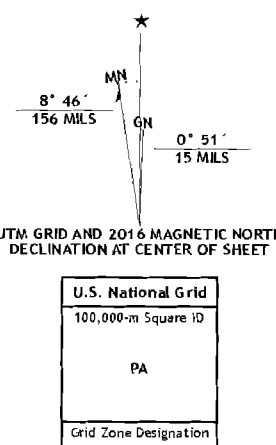 ★
MN
GN
8° 46´
156 MILS
0° 51´
15 MILS
UTM GRID AND 2016 MAGNETIC NORTH
DECLINATION AT CENTER OF SHEET
U.S. National Grid
100,000-m Square ID
PA
Grid Zone Designation